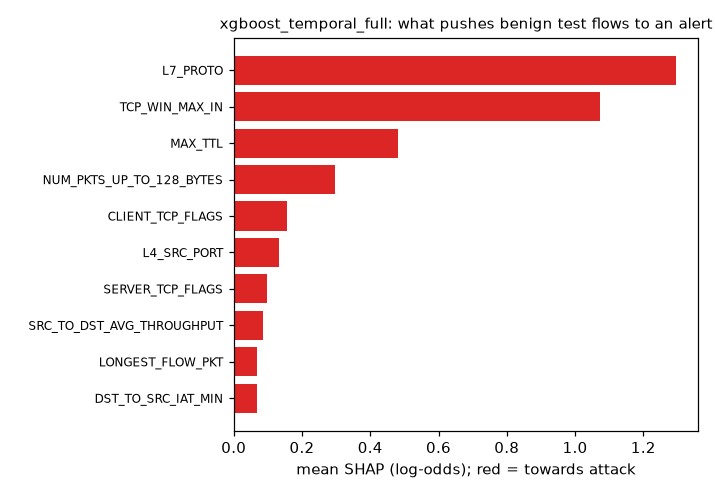 xgboost_temporal_full: what pushes benign test flows to an alert
L7_PROTO
TCP_WIN_MAX_IN
MAX_TTL
NUM_PKTS_UP_TO_128_BYTES
CLIENT_TCP_FLAGS
L4_SRC_PORT
SERVER_TCP_FLAGS
SRC_TO_DST_AVG_THROUGHPUT
LONGEST_FLOW_PKT
DST_TO_SRC_IAT_MIN
0.0 0.2 0.4 0.6 0.8 1.0 1.2
mean SHAP (log-odds); red = towards attack